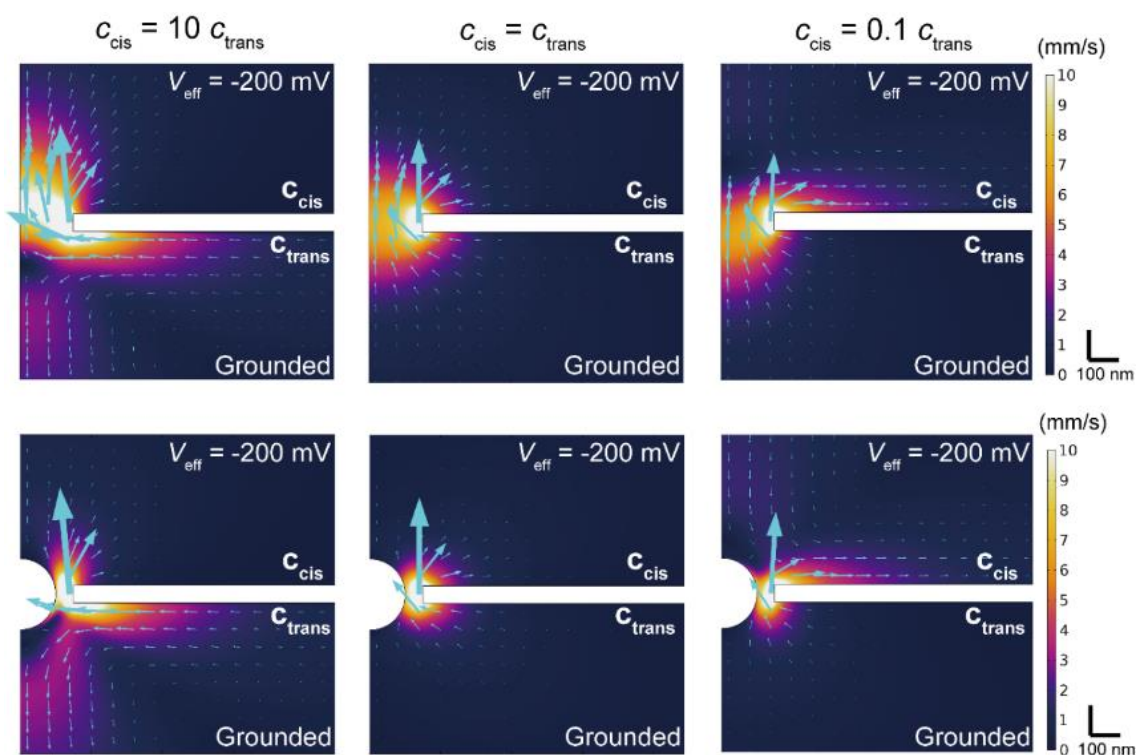 c_cis = 10 c_trans
c_cis = c_trans
c_cis = 0.1 c_trans
(mm/s)
V_eff = -200 mV
V_eff = -200 mV
V_eff = -200 mV
10
9
8
7
6
5
4
3
2
1
0
c_cis
c_trans
Grounded
c_cis
c_trans
Grounded
c_cis
c_trans
Grounded
100 nm
(mm/s)
V_eff = -200 mV
V_eff = -200 mV
V_eff = -200 mV
10
9
8
7
6
5
4
3
2
1
0
c_cis
c_trans
Grounded
c_cis
c_trans
Grounded
c_cis
c_trans
Grounded
100 nm